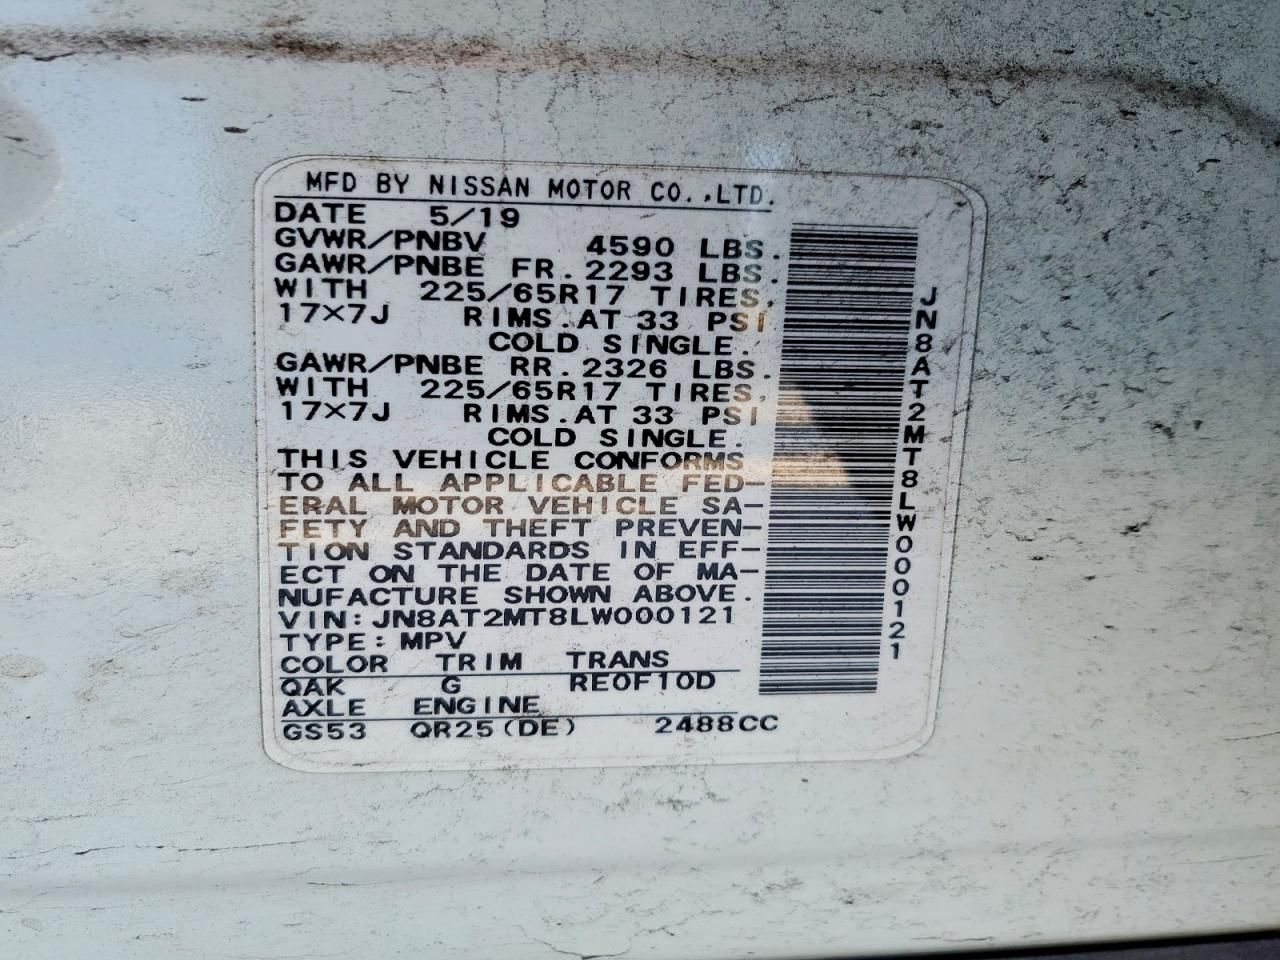 MFD BY NISSAN MOTOR CO.,LTD.
DATE 5/19
GVWR/PNBV 4590 LBS.
GAWR/PNBE FR. 2293 LBS.
WITH 225/65R17 TIRES,
17×7J RIMS.AT 33 PSI
COLD SINGLE.
GAWR/PNBE RR. 2326 LBS.
WITH 225/65R17 TIRES,
17×7J RIMS.AT 33 PSI
COLD SINGLE.
THIS VEHICLE CONFORMS
TO ALL APPLICABLE FED-
ERAL MOTOR VEHICLE SA-
FETY AND THEFT PREVEN-
TION STANDARDS IN EFF-
ECT ON THE DATE OF MA-
NUFACTURE SHOWN ABOVE.
VIN: JN8AT2MT8LW000121
TYPE: MPV
COLOR TRIM TRANS
QAK G RE0F10D
AXLE ENGINE
GS53 QR25(DE) 2488CC
JN8AT2MT8LW000121